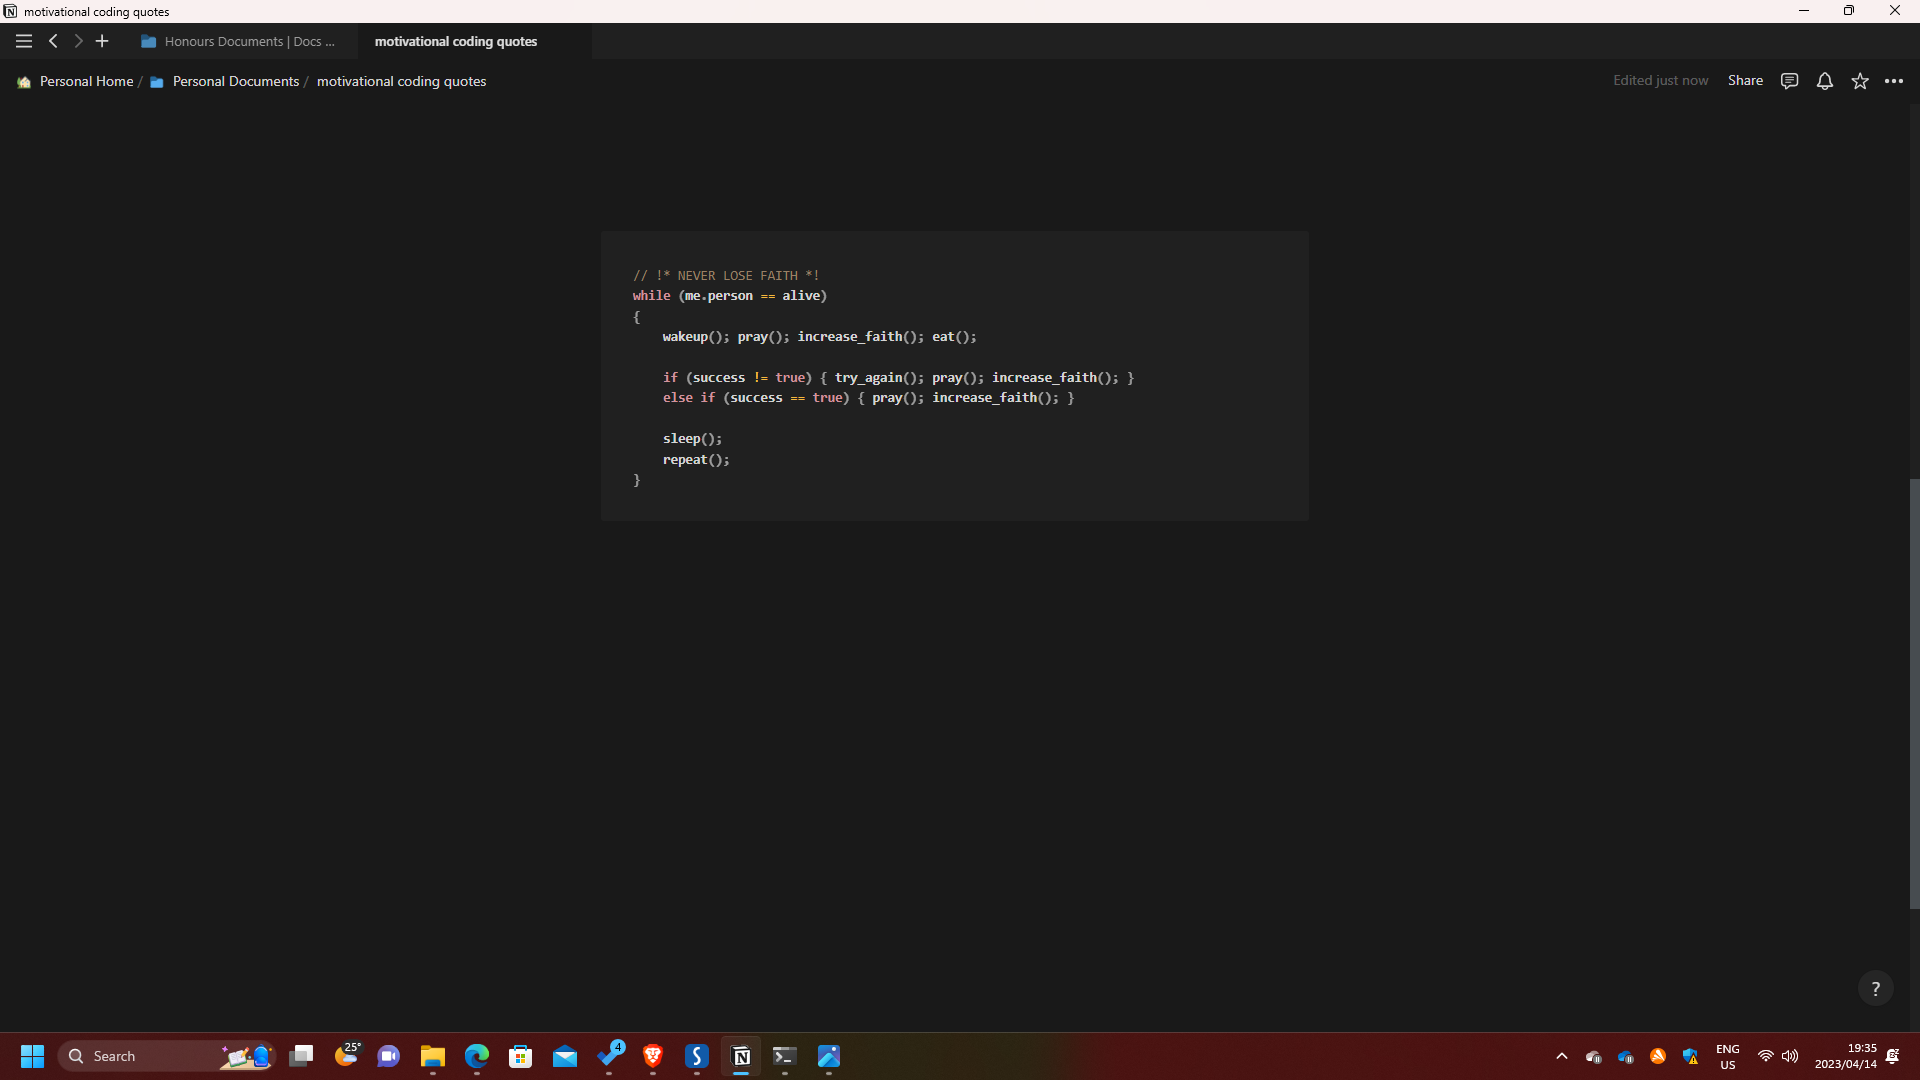 motivational coding quotes
Honours Documents | Docs ...
motivational coding quotes
Personal Home / Personal Documents / motivational coding quotes
Edited just now
Share
// !* NEVER LOSE FAITH *!
while (me.person == alive)
{
    wakeup(); pray(); increase_faith(); eat();
    if (success != true) { try_again(); pray(); increase_faith(); }
    else if (success == true) { pray(); increase_faith(); }
    sleep();
    repeat();
}
?
Search
25°
4
ENG
US
19:35
2023/04/14